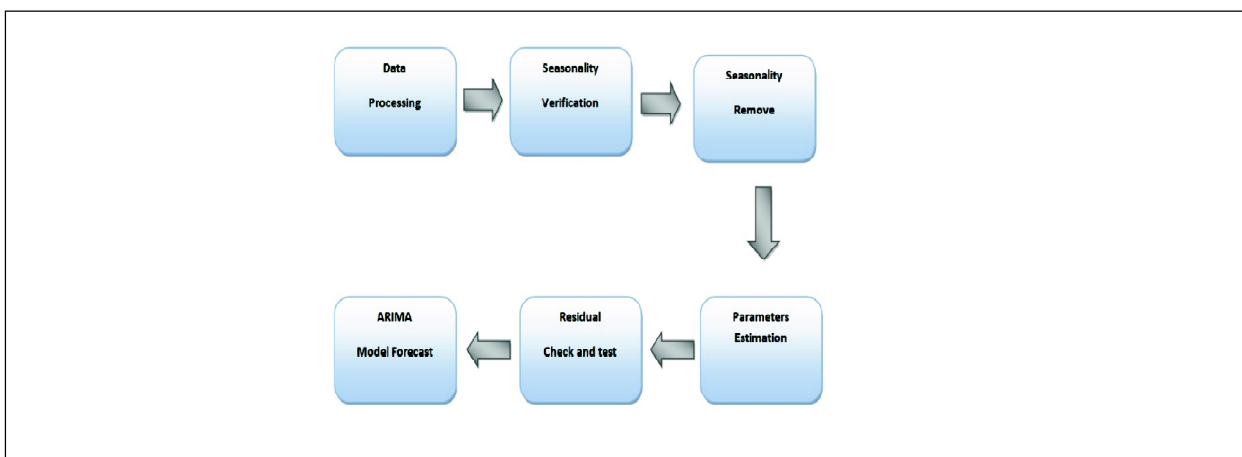 Data
Processing
Seasonality
Verification
Seasonality
Remove
Parameters
Estimation
Residual
Check and test
ARIMA
Model Forecast